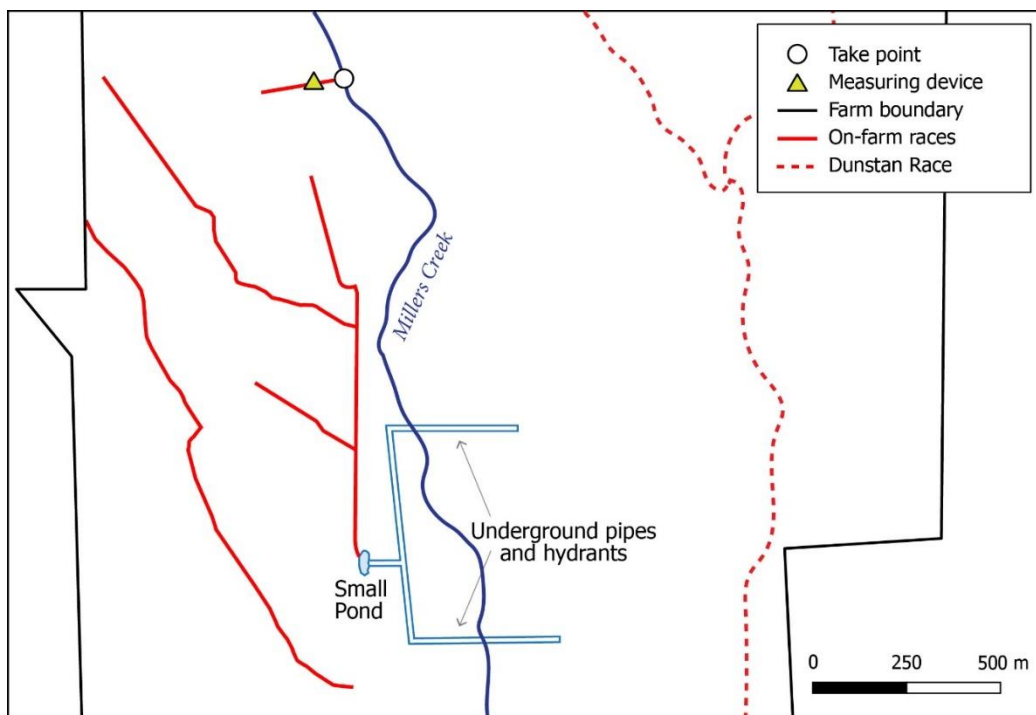 Take point
Measuring device
Farm boundary
On-farm races
Dunstan Race
Millers Creek
Underground pipes
and hydrants
Small
Pond
0 250 500 m